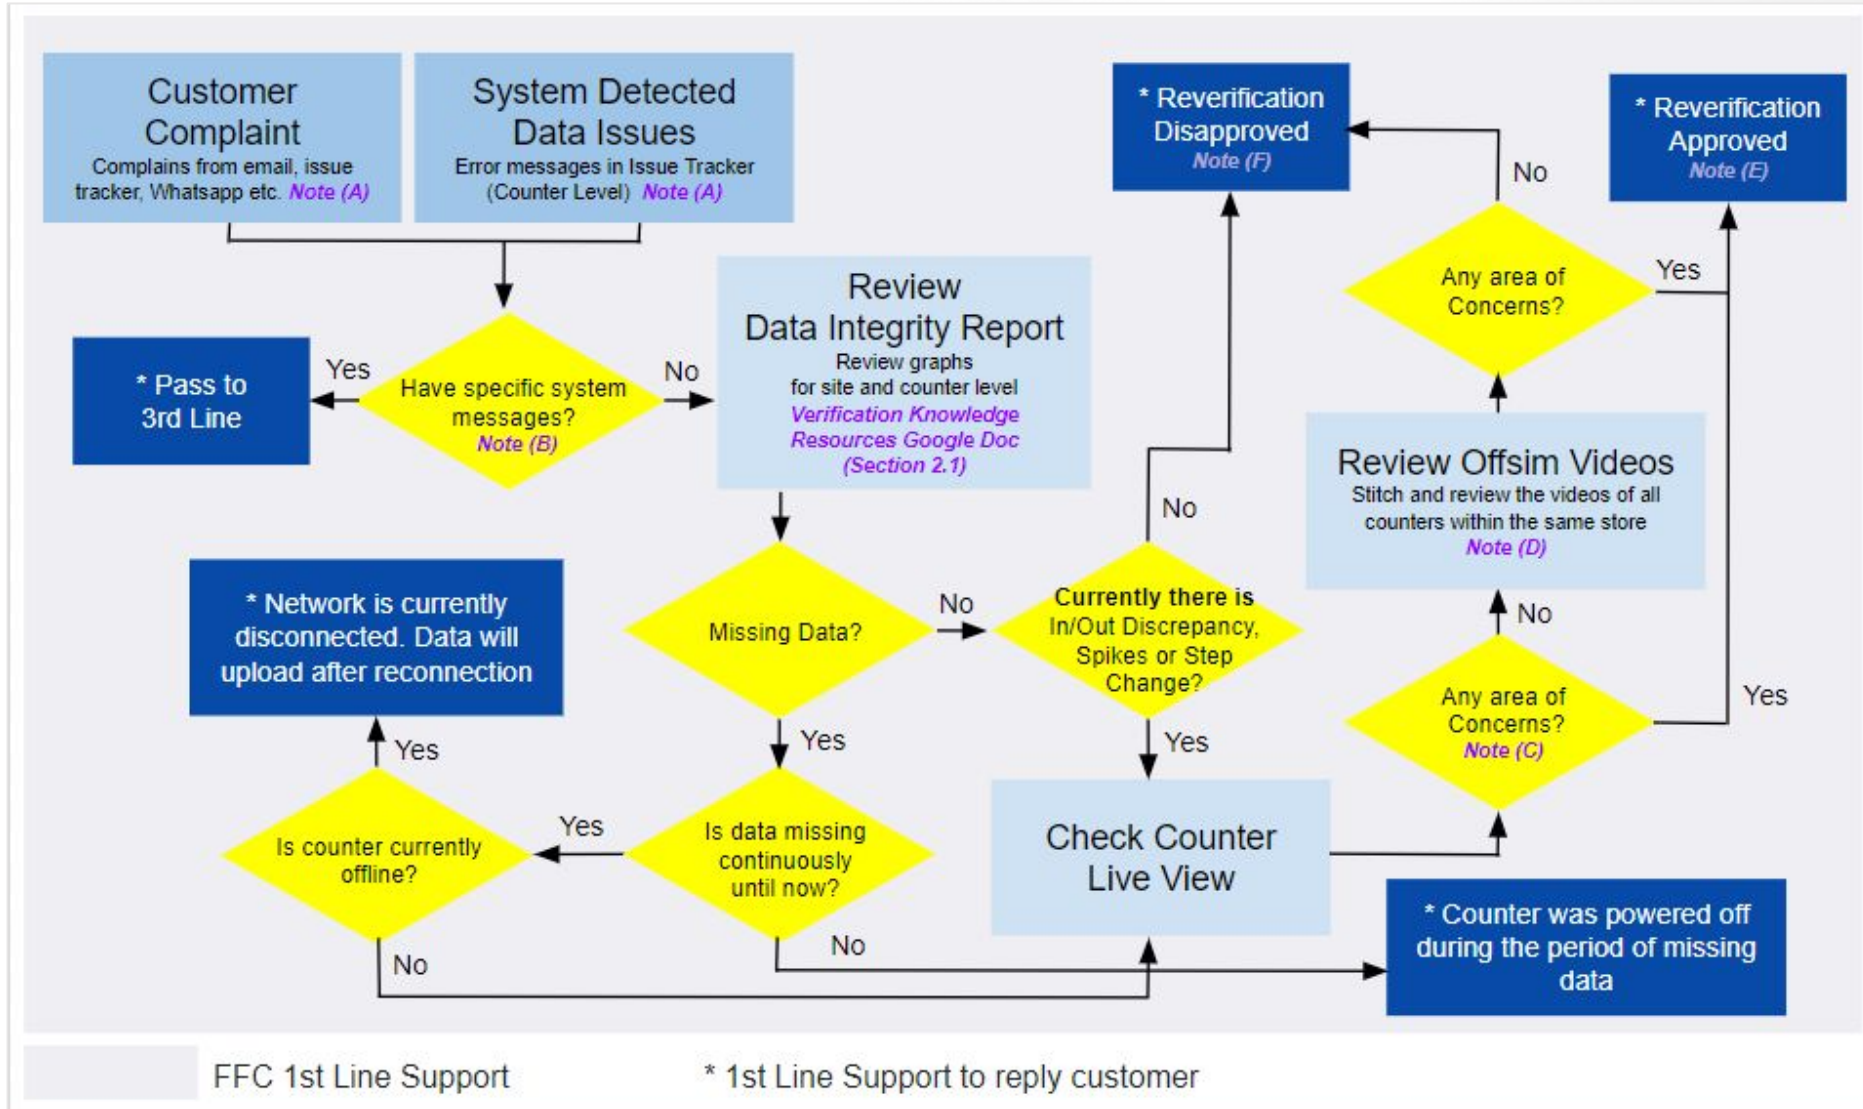 Customer
Complaint
Complains from email, issue
tracker, Whatsapp etc. Note (A)
System Detected
Data Issues
Error messages in Issue Tracker
(Counter Level) Note (A)
* Reverification
Disapproved
Note (F)
* Reverification
Approved
Note (E)
No
Any area of
Concerns?
Yes
Review
Data Integrity Report
Review graphs
for site and counter level
Verification Knowledge
Resources Google Doc
(Section 2.1)
* Pass to
3rd Line
Yes
Have specific system
messages?
Note (B)
No
Review Offsim Videos
Stitch and review the videos of all
counters within the same store
Note (D)
No
* Network is currently
disconnected. Data will
upload after reconnection
Missing Data?
No
Currently there is
In/Out Discrepancy,
Spikes or Step
Change?
No
Any area of
Concerns?
Note (C)
Yes
Yes
Yes
Yes
Is counter currently
offline?
Yes
Is data missing
continuously
until now?
Check Counter
Live View
No
No
* Counter was powered off
during the period of missing
data
FFC 1st Line Support
* 1st Line Support to reply customer